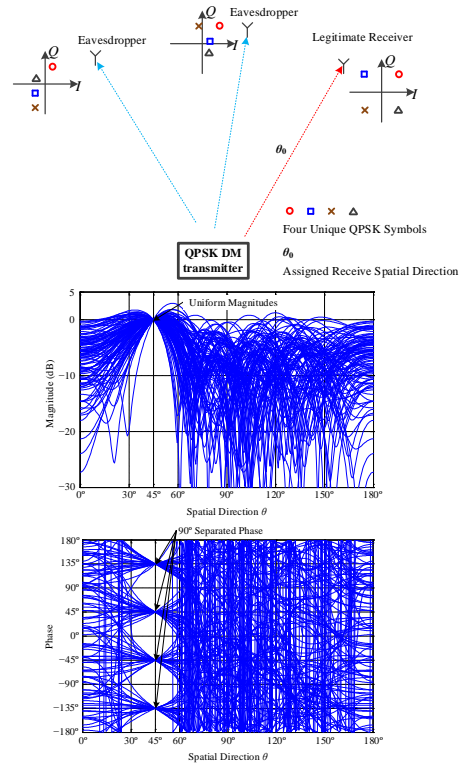 Eavesdropper
Q
I
Eavesdropper
Q
I
Legitimate Receiver
Q
I
θ₀
QPSK DM
transmitter
Four Unique QPSK Symbols
θ₀
Assigned Receive Spatial Direction
Uniform Magnitudes
Magnitude (dB)
5
0
−10
−20
−30
0° 30° 45° 60° 90° 120° 150° 180°
Spatial Direction θ
90° Separated Phase
Phase
180°
135°
90°
45°
0°
-45°
−90°
−135°
−180°
0° 30° 45° 60° 90° 120° 150° 180°
Spatial Direction θ